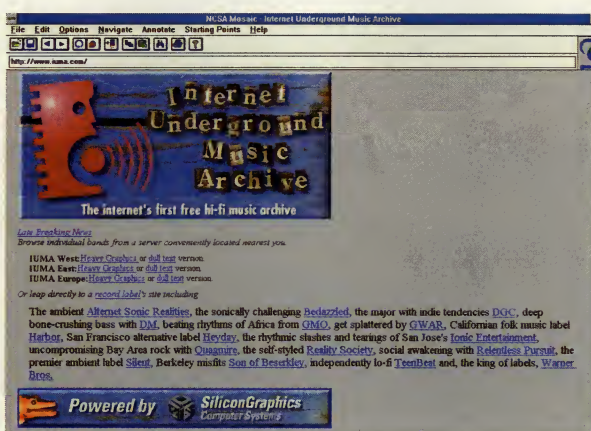 NCSA Mosaic - Internet Underground Music Archive
File Edit Options Navigate Annotate Starting Points Help
http://www.iuma.com/
Internet
Underground
Music
Archive
The internet's first free hi-fi music archive
Late Breaking News
Browse individual bands from a server conveniently located nearest you.
IUMA West: Heavy Graphics or dull text version
IUMA East: Heavy Graphics or dull text version
IUMA Europe: Heavy Graphics or dull text version
Or leap directly to a record label's site including
The ambient Alternet Sonic Realities, the sonically challenging Bedazzled, the major with indie tendencies DGC, deep
bone-crushing bass with DM, beating rhythms of Africa from GMO, get splattered by GWAR, Californian folk music label
Harbor, San Francisco alternative label Heyday, the rhythmic slashes and tearings of San Jose's Ionic Entertainment,
uncompromising Bay Area rock with Quagmire, the self-styled Reality Society, social awakening with Relentless Pursuit, the
premier ambient label Silent, Berkeley misfits Son of Beserkley, independently lo-fi TeenBeat and, the king of labels, Warner
Bros.
Powered by SiliconGraphics
Computer Systems